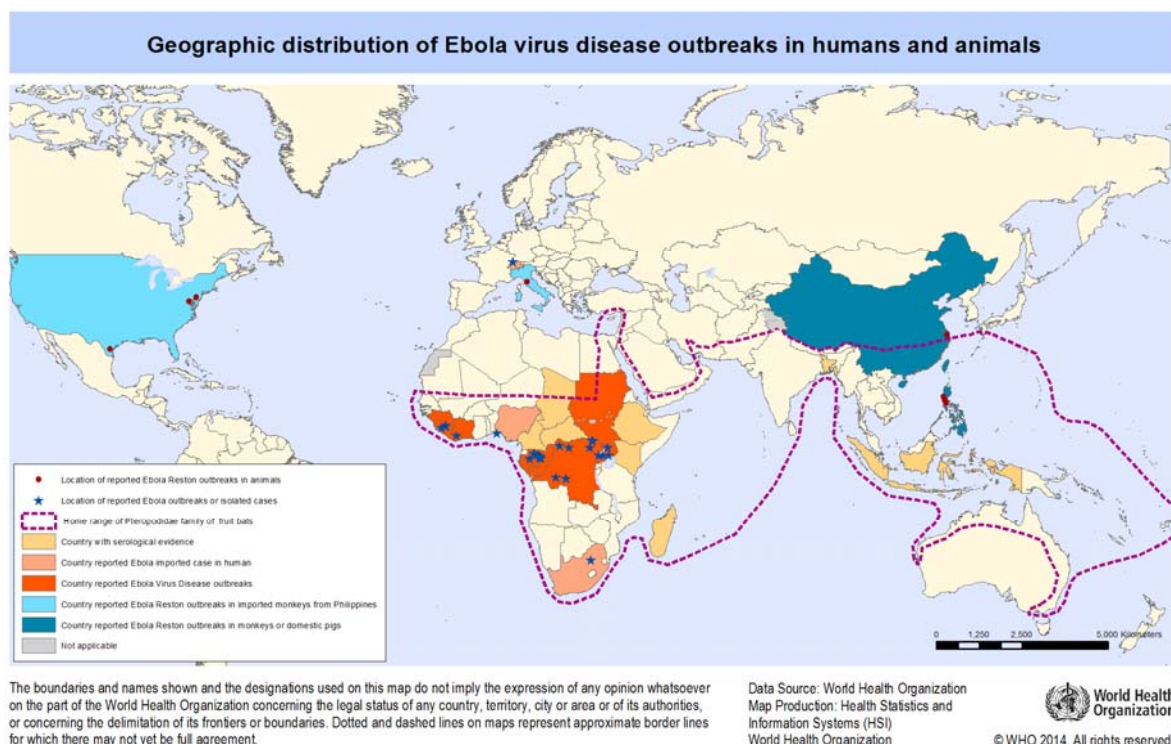 Geographic distribution of Ebola virus disease outbreaks in humans and animals
Location of reported Ebola Reston outbreaks in animals
Location of reported Ebola outbreaks or isolated cases
Home range of Pteropodidae family of fruit bats
Country with serological evidence
Country reported Ebola imported case in human
Country reported Ebola Virus Disease outbreaks
Country reported Ebola Reston outbreaks in imported monkeys from Philippines
Country reported Ebola Reston outbreaks in monkeys or domestic pigs
Not applicable
0 1,250 2,500 5,000 Kilometers
The boundaries and names shown and the designations used on this map do not imply the expression of any opinion whatsoever
on the part of the World Health Organization concerning the legal status of any country, territory, city or area or of its authorities,
or concerning the delimitation of its frontiers or boundaries. Dotted and dashed lines on maps represent approximate border lines
for which there may not yet be full agreement.
Data Source: World Health Organization
Map Production: Health Statistics and
Information Systems (HSI)
World Health Organization
World Health
Organization
© WHO 2014. All rights reserved